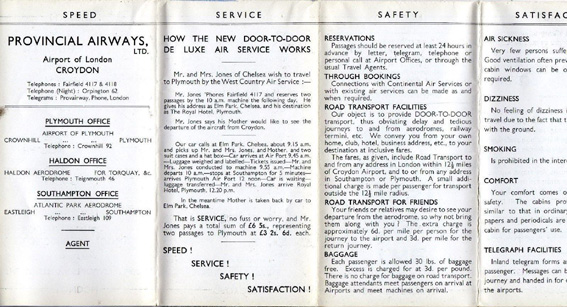 SPEED
PROVINCIAL AIRWAYS,
LTD.
Airport of London
CROYDON
Telephones : Fairfield 4117 & 4118
Telephone (Night) : Orpington 62
Telegrams : Provairway, Phone, London
PLYMOUTH OFFICE
AIRPORT OF PLYMOUTH
CROWNHILL ... ... PLYMOUTH
Telephone : Crownhill 92
HALDON OFFICE
HALDON AERODROME FOR TORQUAY, &c.
Telephone : Teignmouth 46
SOUTHAMPTON OFFICE
ATLANTIC PARK AERODROME
EASTLEIGH ... ... SOUTHAMPTON
Telephone : Eastleigh 109
AGENT
SERVICE
HOW THE NEW DOOR-TO-DOOR
DE LUXE AIR SERVICE WORKS
Mr. and Mrs. Jones of Chelsea wish to travel
to Plymouth by the West Country Air Service :—
Mr. Jones 'Phones Fairfield 4117 and reserves two
passages by the 10 a.m. machine the following day. He
gives his address at Elm Park, Chelsea, and his destination
as The Royal Hotel, Plymouth.
Mr. Jones says his Mother would like to see the
departure of the aircraft from Croydon.
Our car calls at Elm Park, Chelsea, about 9.15 a.m.
and picks up Mr. and Mrs. Jones, and Mother, and two
suit cases and a hat box—Car arrives at Air Port 9.45 a.m.
—Luggage weighed and labelled—Tickets issued—Mr. and
Mrs. Jones conducted to machine 9.55 a.m.—Machine
departs 10 a.m.—stops at Southampton for 5 minutes—
arrives Plymouth Air Port 12 noon—Car is waiting—
luggage transferred—Mr. and Mrs. Jones arrive Royal
Hotel, Plymouth, 12.20 p.m.
In the meantime Mother is taken back by car to
Elm Park, Chelsea.
That is SERVICE, no fuss or worry, and Mr.
Jones pays a total sum of £6 5s., representing
two passages to Plymouth at £3 2s. 6d. each.
SPEED !
SERVICE !
SAFETY !
SATISFACTION !
SAFETY
RESERVATIONS
Passages should be reserved at least 24 hours in
advance by letter, telegram, telephone or
personal call at Airport Offices, or through the
usual Travel Agents.
THROUGH BOOKINGS
Connections with Continental Air Services or
with existing air services can be made as and
when required.
ROAD TRANSPORT FACILITIES
Our object is to provide DOOR-TO-DOOR
transport, thus obviating delay and tedious
journeys to and from aerodromes, railway
termini, etc. We convey you from your own
home, club, hotel, business address, etc., to your
destination at inclusive fares.
The fares, as given, include Road Transport to
and from any address in London within 12½ miles
of Croydon Airport, and to or from any address
in Southampton or Plymouth. A small addi-
tional charge is made per passenger for transport
outside the 12½ mile radius.
ROAD TRANSPORT FOR FRIENDS
Your friends or relatives may desire to see your
departure from the aerodrome, so why not bring
them along with you ? The extra charge is
approximately 6d. per mile per person for the
journey to the airport and 3d. per mile for the
return journey.
BAGGAGE
Each passenger is allowed 30 lbs. of baggage
free. Excess is charged for at 3d. per pound.
There is no charge for baggage on road transport.
Baggage attendants meet passengers on arrival at
Airports and meet machines on arrival.
SATISFAC
AIR SICKNESS
Very few persons suffe
Good ventilation often prev
cabin windows can be o
required.
DIZZINESS
No feeling of dizziness i
travel due to the fact that t
with the ground.
SMOKING
Is prohibited in the inter
COMFORT
Your comfort comes o
safety. The cabins prov
similar to that in ordinar
papers and periodicals are
cabin for passengers' use.
TELEGRAPH FACILITIES
Inland telegram forms a
passenger. Messages can b
journey and handed in for
the airports.